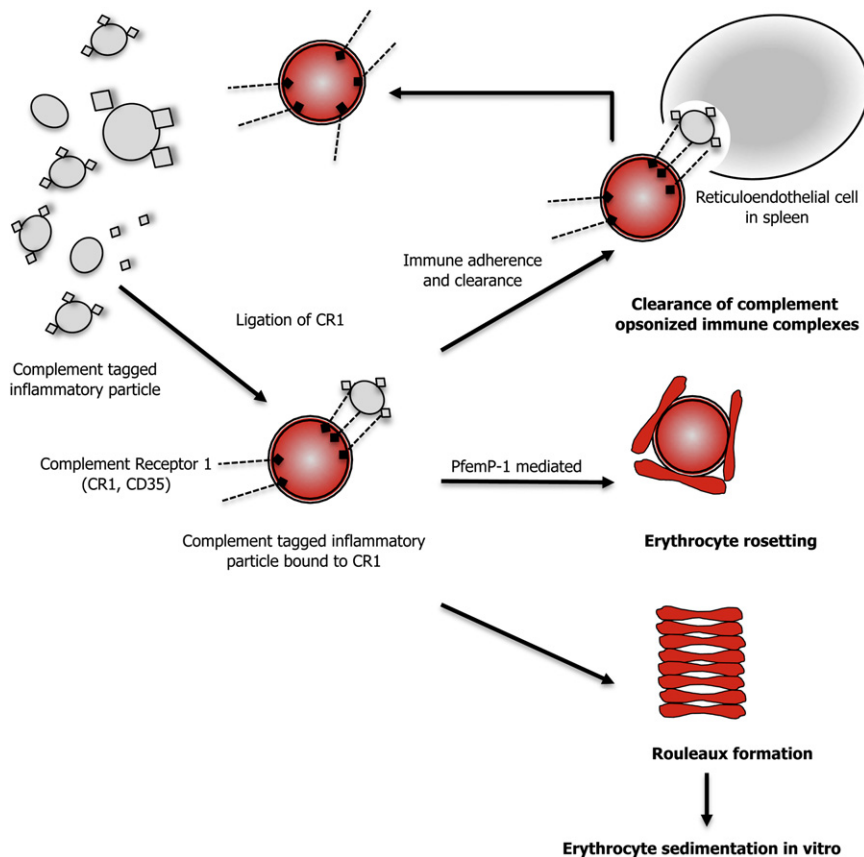 Reticuloendothelial cell
in spleen
Immune adherence
and clearance
Clearance of complement
opsonized immune complexes
Ligation of CR1
Complement tagged
inflammatory particle
Complement Receptor 1
(CR1, CD35)
PfemP-1 mediated
Complement tagged inflammatory
particle bound to CR1
Erythrocyte rosetting
Rouleaux formation
Erythrocyte sedimentation in vitro